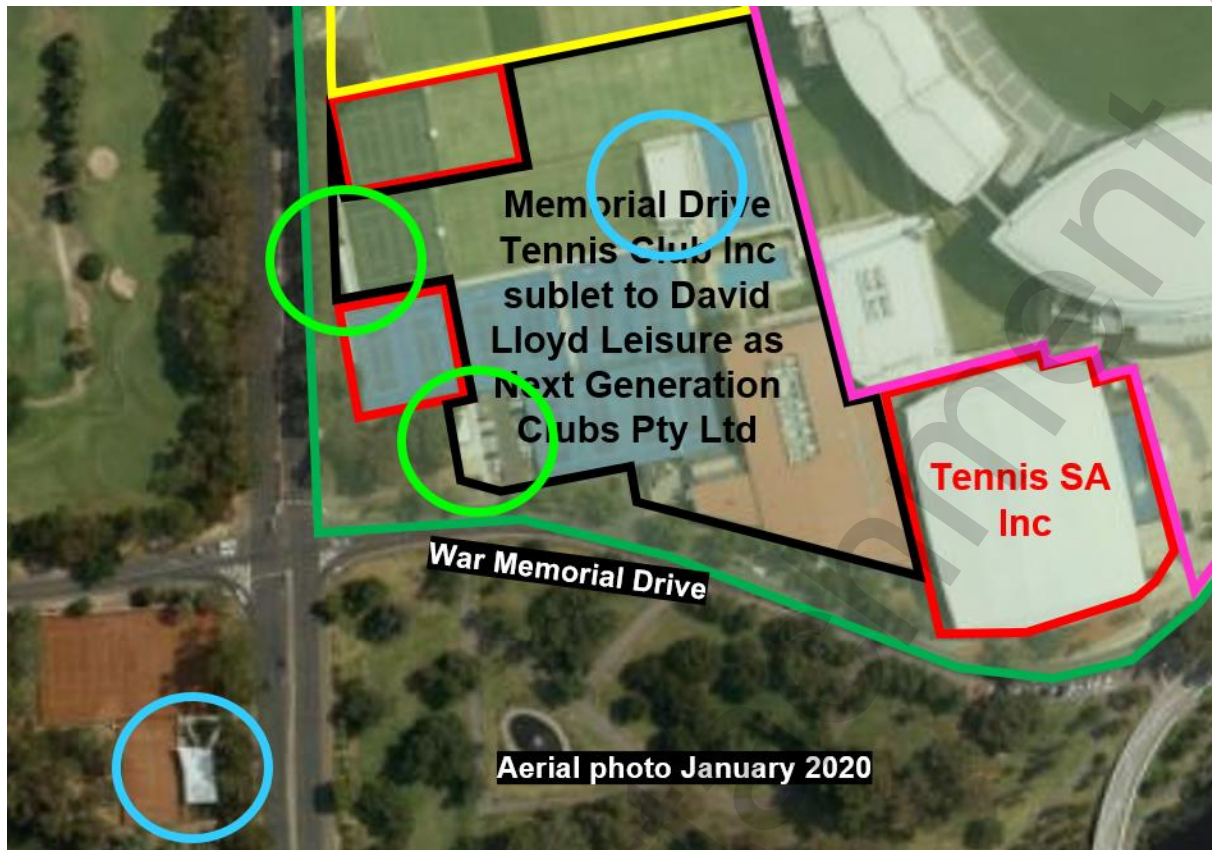 Memorial Drive
Tennis Club Inc
sublet to David
Lloyd Leisure as
Next Generation
Clubs Pty Ltd
Tennis SA
Inc
War Memorial Drive
Aerial photo January 2020